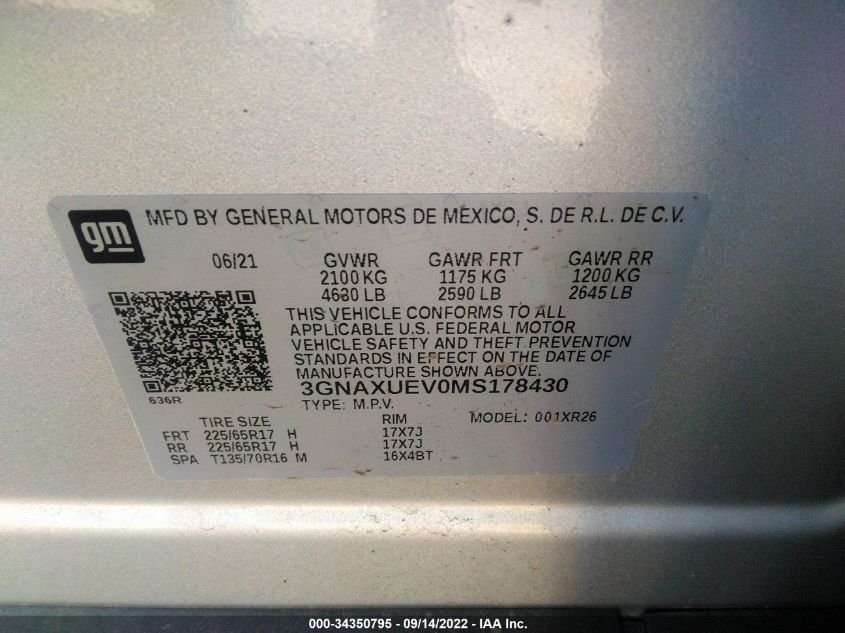 gm
MFD BY GENERAL MOTORS DE MEXICO, S. DE R.L. DE C.V.
06/21 GVWR GAWR FRT GAWR RR
2100 KG 1175 KG 1200 KG
4630 LB 2590 LB 2645 LB
THIS VEHICLE CONFORMS TO ALL
APPLICABLE U.S. FEDERAL MOTOR
VEHICLE SAFETY AND THEFT PREVENTION
STANDARDS IN EFFECT ON THE DATE OF
MANUFACTURE SHOWN ABOVE.
3GNAXUEV0MS178430
636R
TYPE: M.P.V. MODEL: 001XR26
TIRE SIZE RIM
FRT 225/65R17 H 17X7J
RR 225/65R17 H 17X7J
SPA T135/70R16 M 16X4BT
000-34350795 - 09/14/2022 - IAA Inc.